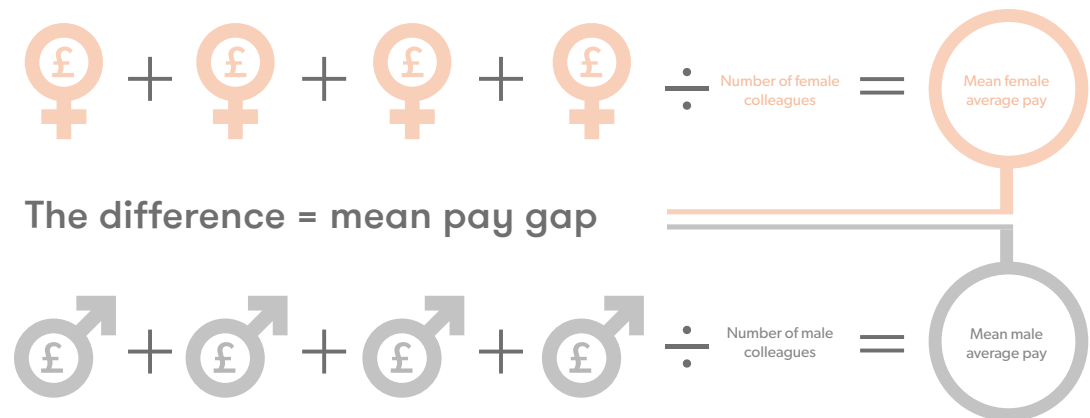 £ + £ + £ + £ ÷ Number of female
colleagues = Mean female
average pay
The difference = mean pay gap
£ + £ + £ + £ ÷ Number of male
colleagues = Mean male
average pay